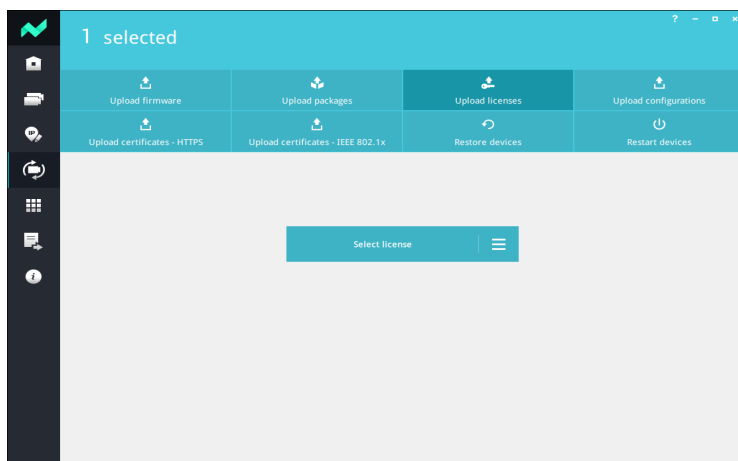 ? – □ ×
1 selected
Upload firmware
Upload packages
Upload licenses
Upload configurations
Upload certificates - HTTPS
Upload certificates - IEEE 802.1x
Restore devices
Restart devices
IP
Select license
i